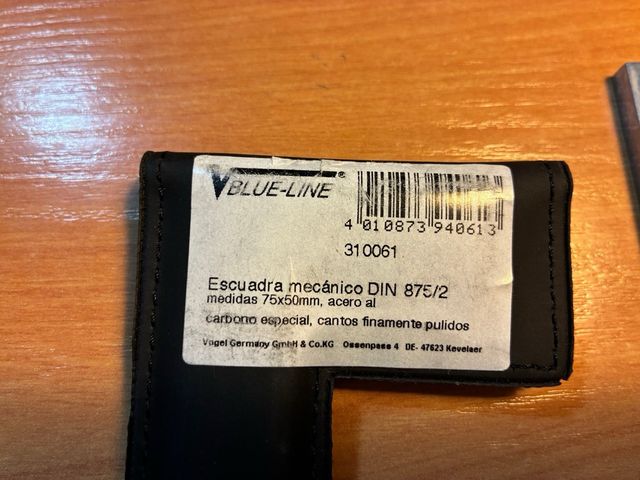 BLUE-LINE®
4 010873 940613
310061
Escuadra mecánico DIN 875/2
medidas 75x50mm, acero al
carbono especial, cantos finamente pulidos
Vogel Germany GmbH & Co.KG Ossenpass 4 DE- 47623 Kevelaer